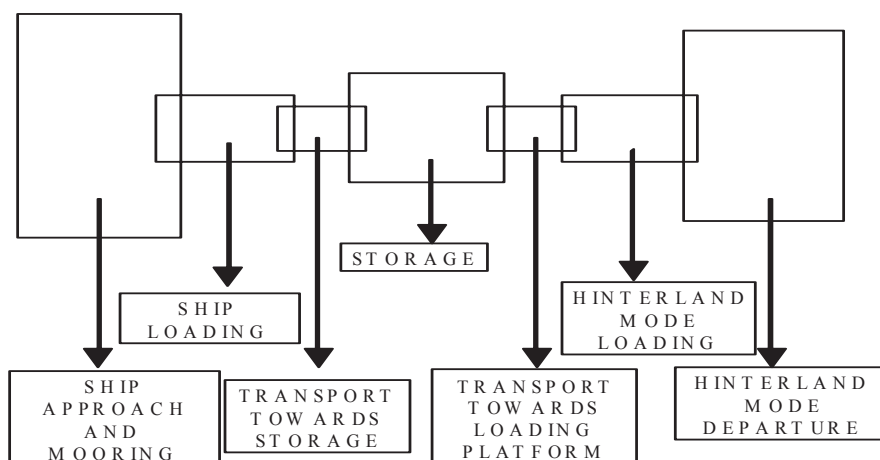 STORAGE
SHIP
LOADING
HINTERLAND
MODE
LOADING
SHIP
APPROACH
AND
MOORING
TRANSPORT
TOWARDS
STORAGE
TRANSPORT
TOWARDS
LOADING
PLATFORM
HINTERLAND
MODE
DEPARTURE